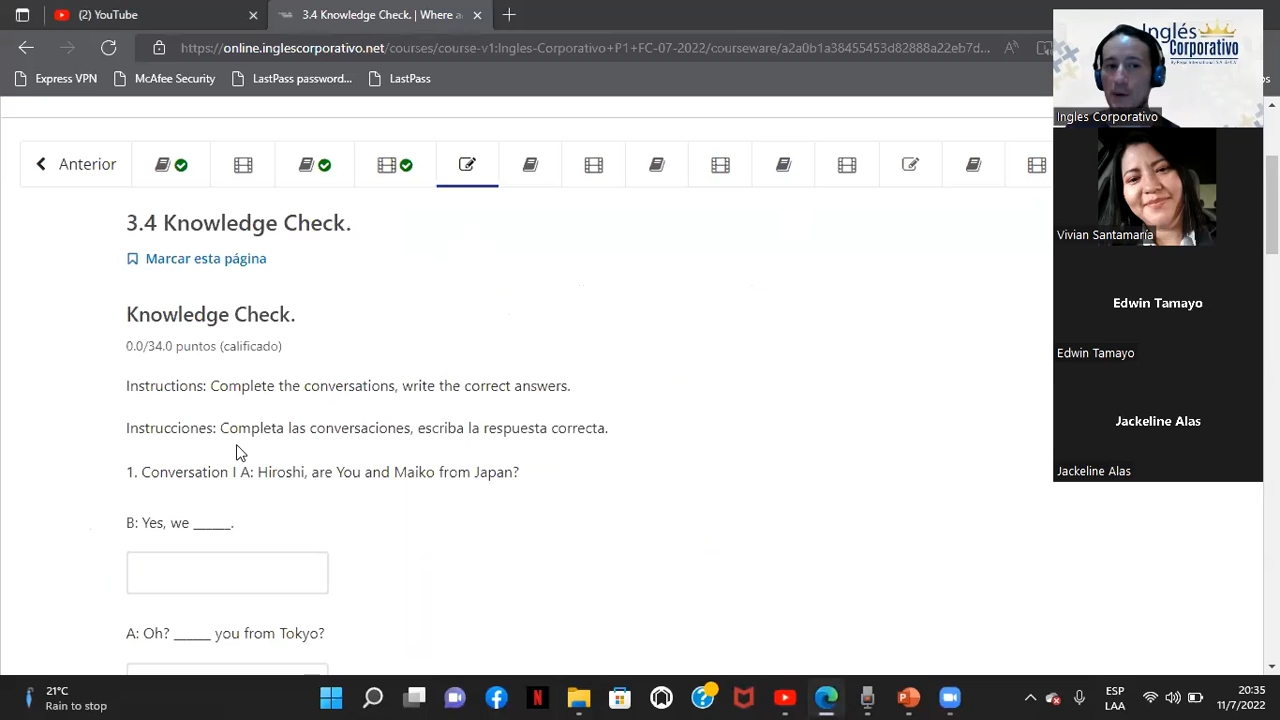 (2) YouTube
3.4 Knowledge Check. | Where a
https://online.inglescorporativo.net/courses/course-v1:Ingles-Corporativo+P1+FC-07-2022/courseware/a2a0b1a38455453d82888a22eb7d...
Express VPN
McAfee Security
LastPass password...
LastPass
Anterior
3.4 Knowledge Check.
Marcar esta página
Knowledge Check.
0.0/34.0 puntos (calificado)
Instructions: Complete the conversations, write the correct answers.
Instrucciones: Completa las conversaciones, escriba la respuesta correcta.
1. Conversation I A: Hiroshi, are You and Maiko from Japan?
B: Yes, we ______.
A: Oh? ______ you from Tokyo?
Inglés
Corporativo
Ingles Corporativo
Vivian Santamaría
Edwin Tamayo
Edwin Tamayo
Jackeline Alas
Jackeline Alas
21°C
Rain to stop
ESP
LAA
20:35
11/7/2022